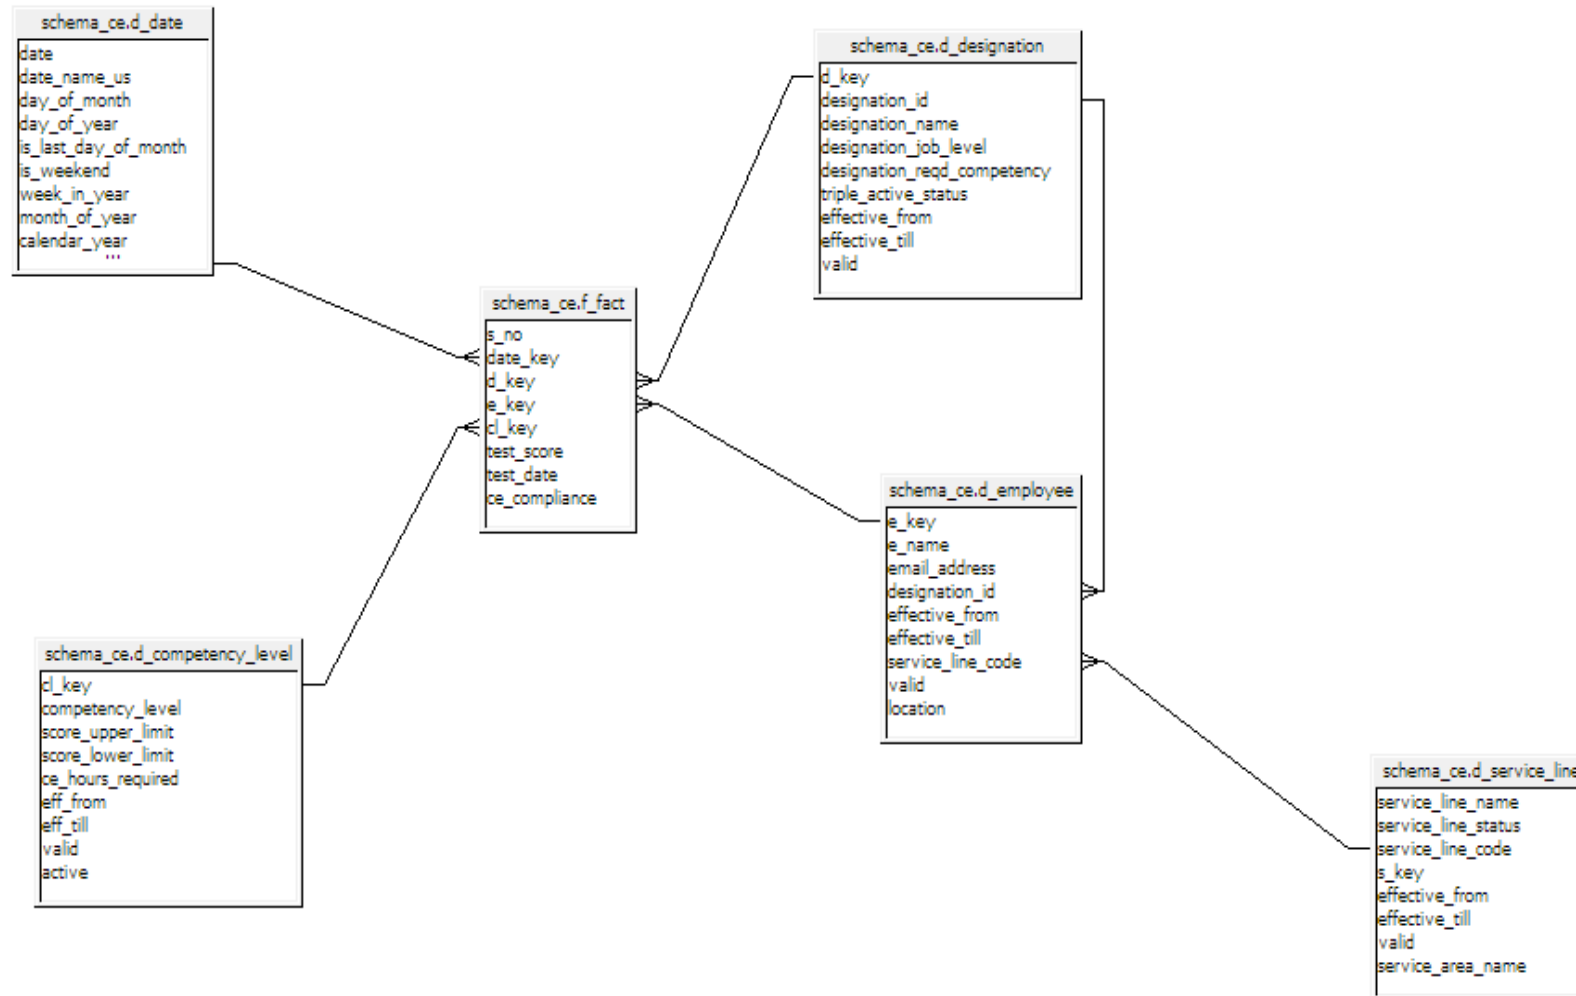 schema_ce.d_date
date
date_name_us
day_of_month
day_of_year
is_last_day_of_month
is_weekend
week_in_year
month_of_year
calendar_year
...
schema_ce.d_designation
d_key
designation_id
designation_name
designation_job_level
designation_reqd_competency
triple_active_status
effective_from
effective_till
valid
schema_ce.f_fact
s_no
date_key
d_key
e_key
cl_key
test_score
test_date
ce_compliance
schema_ce.d_employee
e_key
e_name
email_address
designation_id
effective_from
effective_till
service_line_code
valid
location
schema_ce.d_competency_level
cl_key
competency_level
score_upper_limit
score_lower_limit
ce_hours_required
eff_from
eff_till
valid
active
schema_ce.d_service_line
service_line_name
service_line_status
service_line_code
s_key
effective_from
effective_till
valid
service_area_name